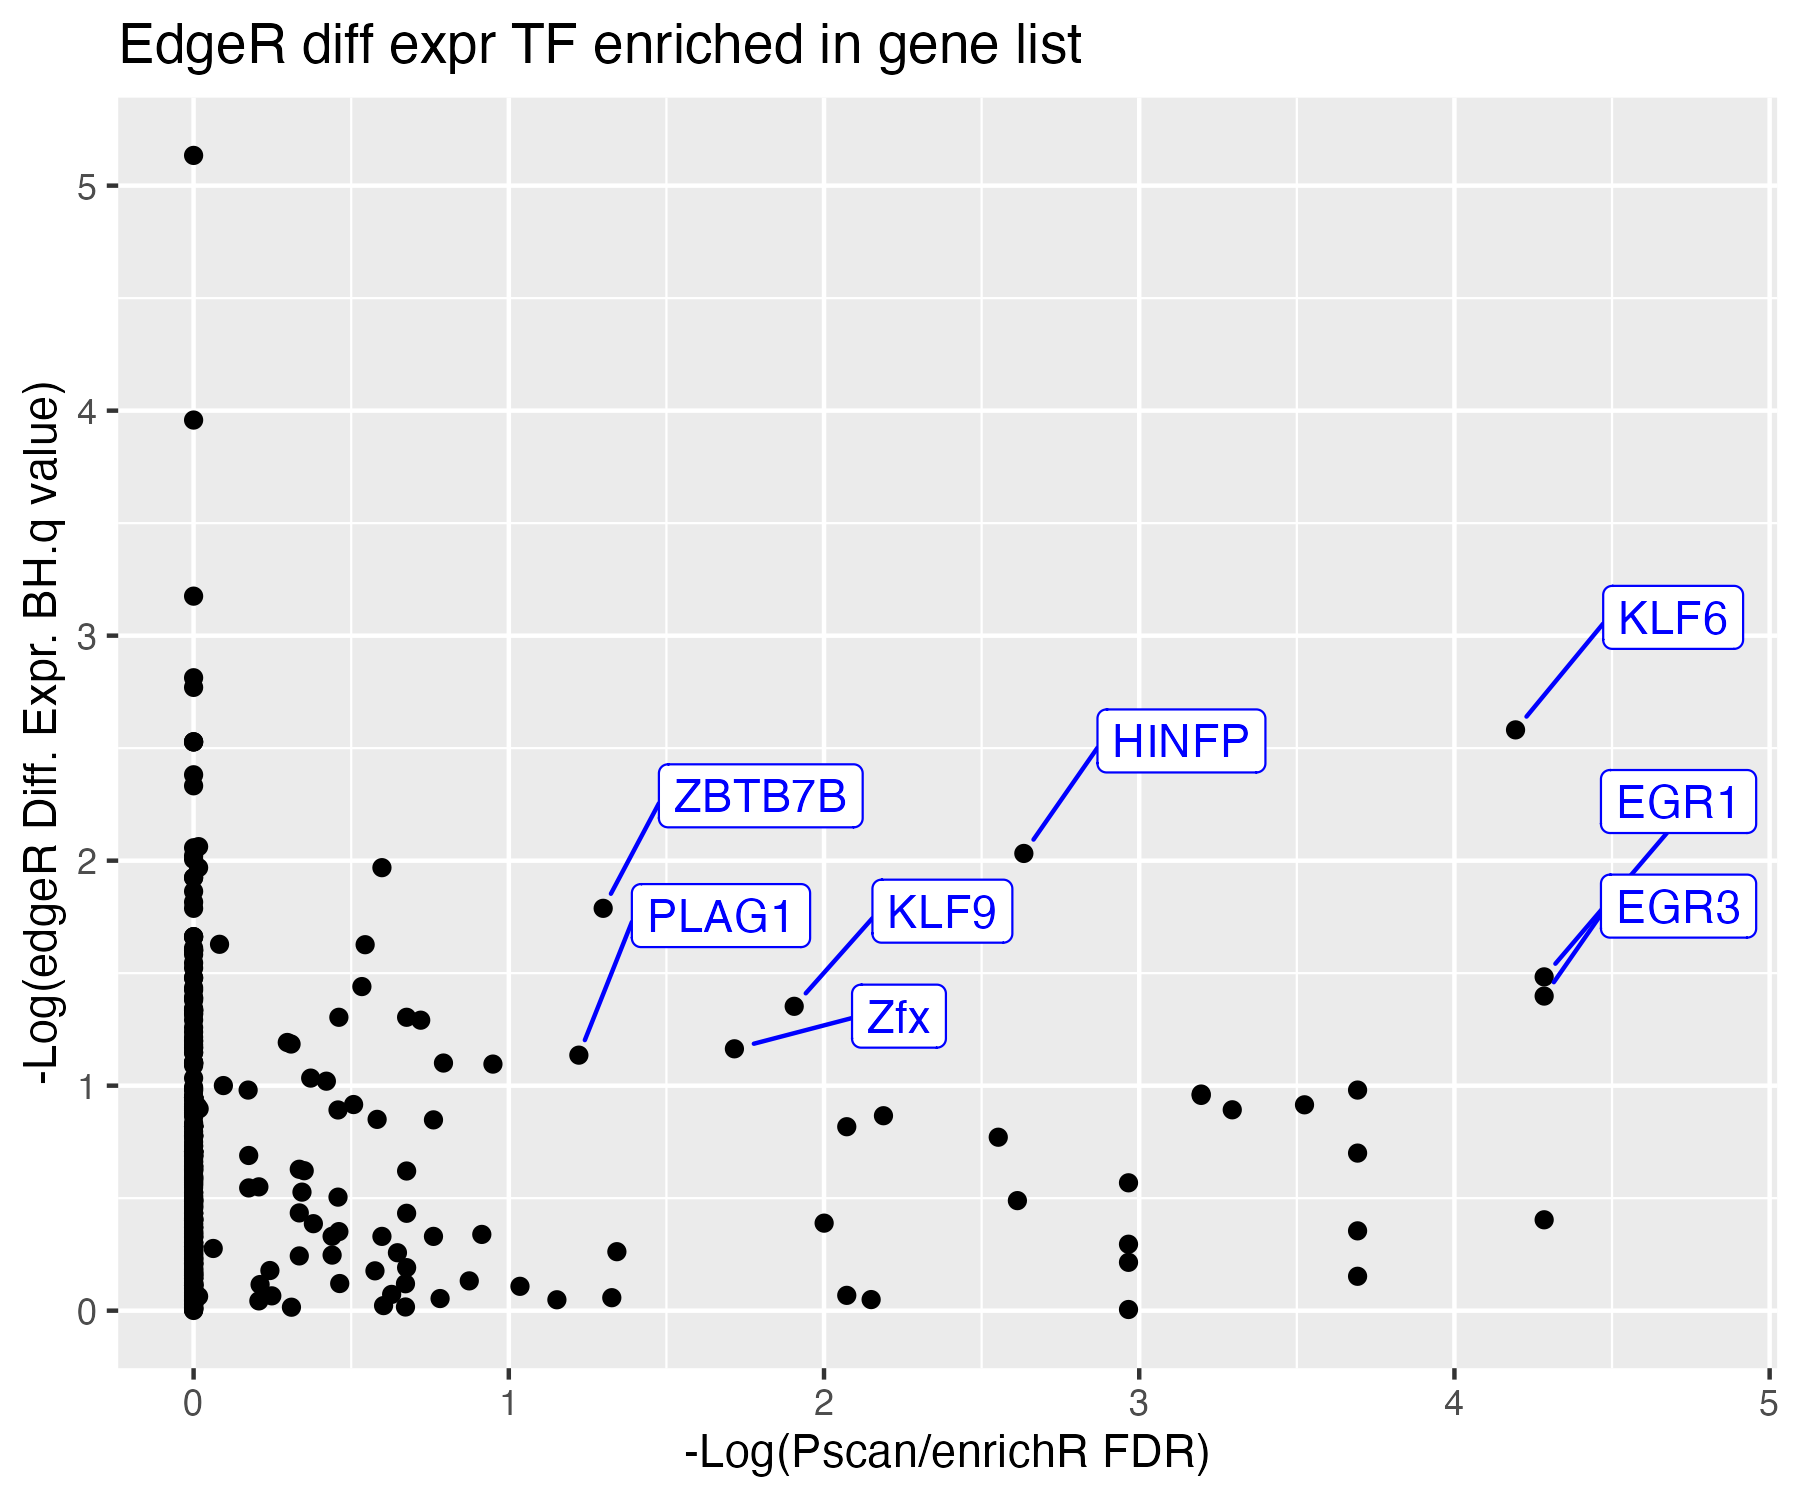 EdgeR diff expr TF enriched in gene list
-Log(edgeR Diff. Expr. BH.q value)
5
4
3
2
1
0
KLF6
HINFP
EGR1
ZBTB7B
EGR3
PLAG1
KLF9
Zfx
0
1
2
3
4
5
-Log(Pscan/enrichR FDR)